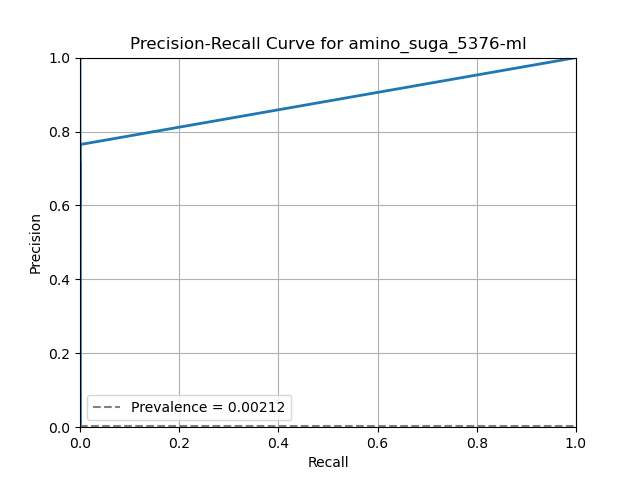 Precision-Recall Curve for amino_suga_5376-ml
1.0
0.8
0.6
0.4
0.2
0.0
Precision
Prevalence = 0.00212
0.0 0.2 0.4 0.6 0.8 1.0
Recall